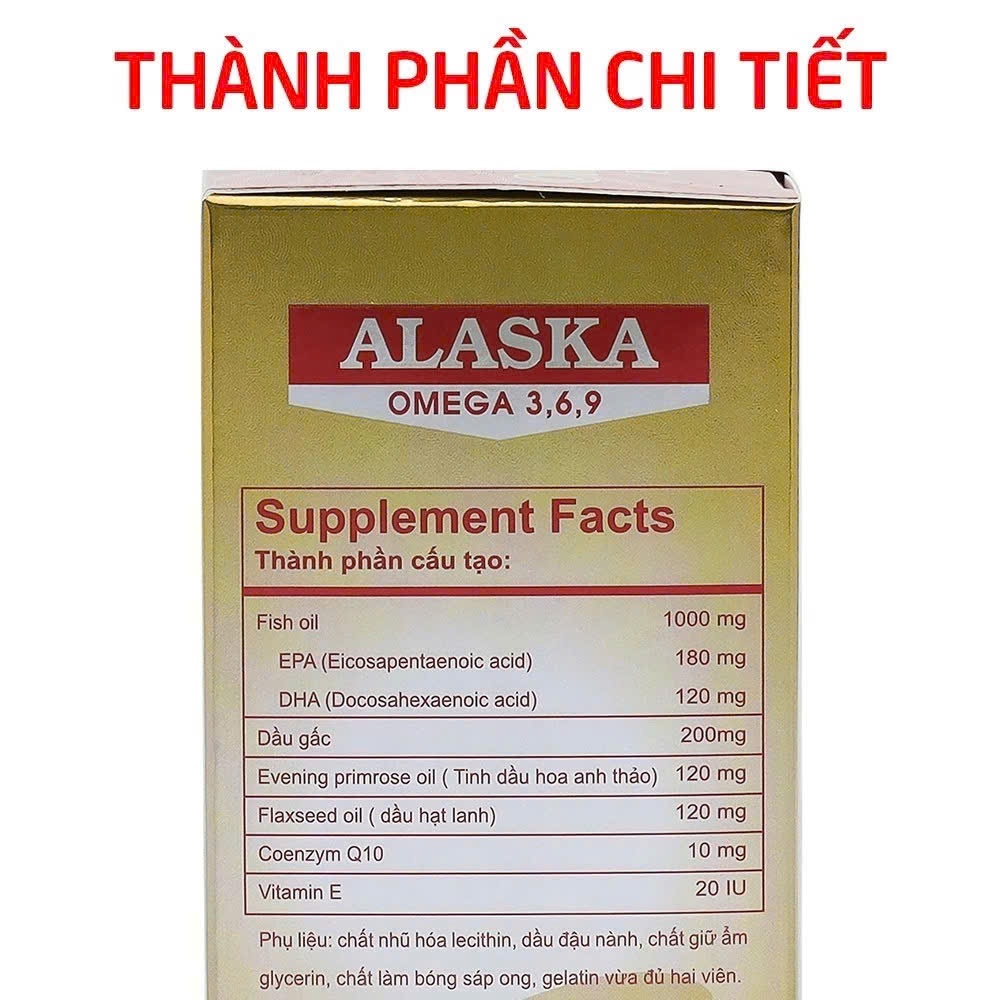 THÀNH PHẦN CHI TIẾT
ALASKA
OMEGA 3,6,9
Supplement Facts
Thành phần cấu tạo:
Fish oil 1000 mg
EPA (Eicosapentaenoic acid) 180 mg
DHA (Docosahexaenoic acid) 120 mg
Dầu gấc 200mg
Evening primrose oil ( Tinh dầu hoa anh thảo) 120 mg
Flaxseed oil ( dầu hạt lanh) 120 mg
Coenzym Q10 10 mg
Vitamin E 20 IU
Phụ liệu: chất nhũ hóa lecithin, dầu đậu nành, chất giữ ẩm
glycerin, chất làm bóng sáp ong, gelatin vừa đủ hai viên.